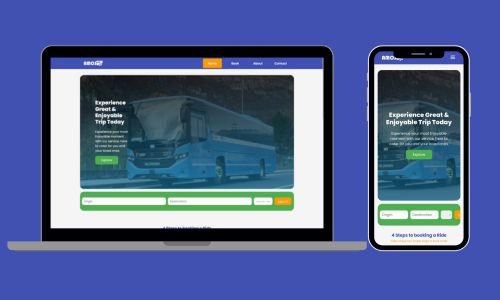 Home
Book
About
Contact
Experience
Great &
Enjoyable
Trip Today
Experience your most
enjoyable moment
with our service here
to cater for you and
your loved ones
Explore
Origin
Destination
4 Steps to booking a Ride
Experience Great &
Enjoyable Trip Today
Experience your most Enjoyable
moment with our service here to
cater for you and your loved ones
Explore
Origin
Destination
4 Steps to booking a Ride